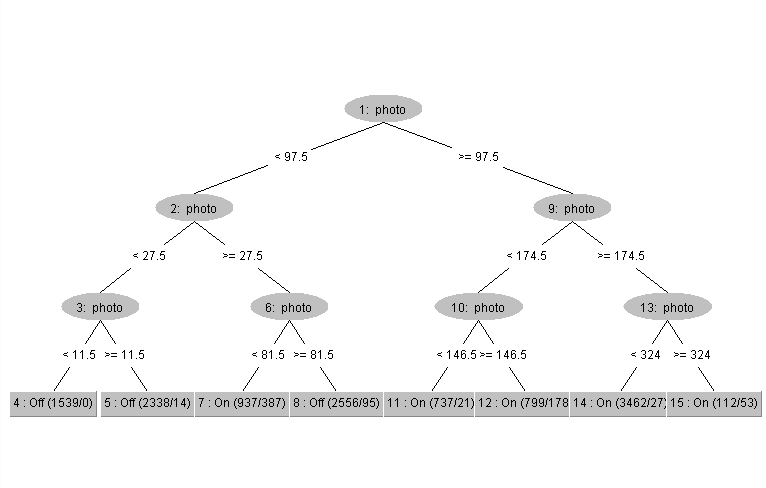 1: photo
< 97.5
>= 97.5
2: photo
9: photo
< 27.5
>= 27.5
< 174.5
>= 174.5
3: photo
6: photo
10: photo
13: photo
< 11.5
>= 11.5
< 81.5
>= 81.5
< 146.5
>= 146.5
< 324
>= 324
4 : Off (1539/0)
5 : Off (2338/14)
7 : On (937/387)
8 : Off (2556/95)
11 : On (737/21)
12 : On (799/178
14 : On (3462/27)
15 : On (112/53)